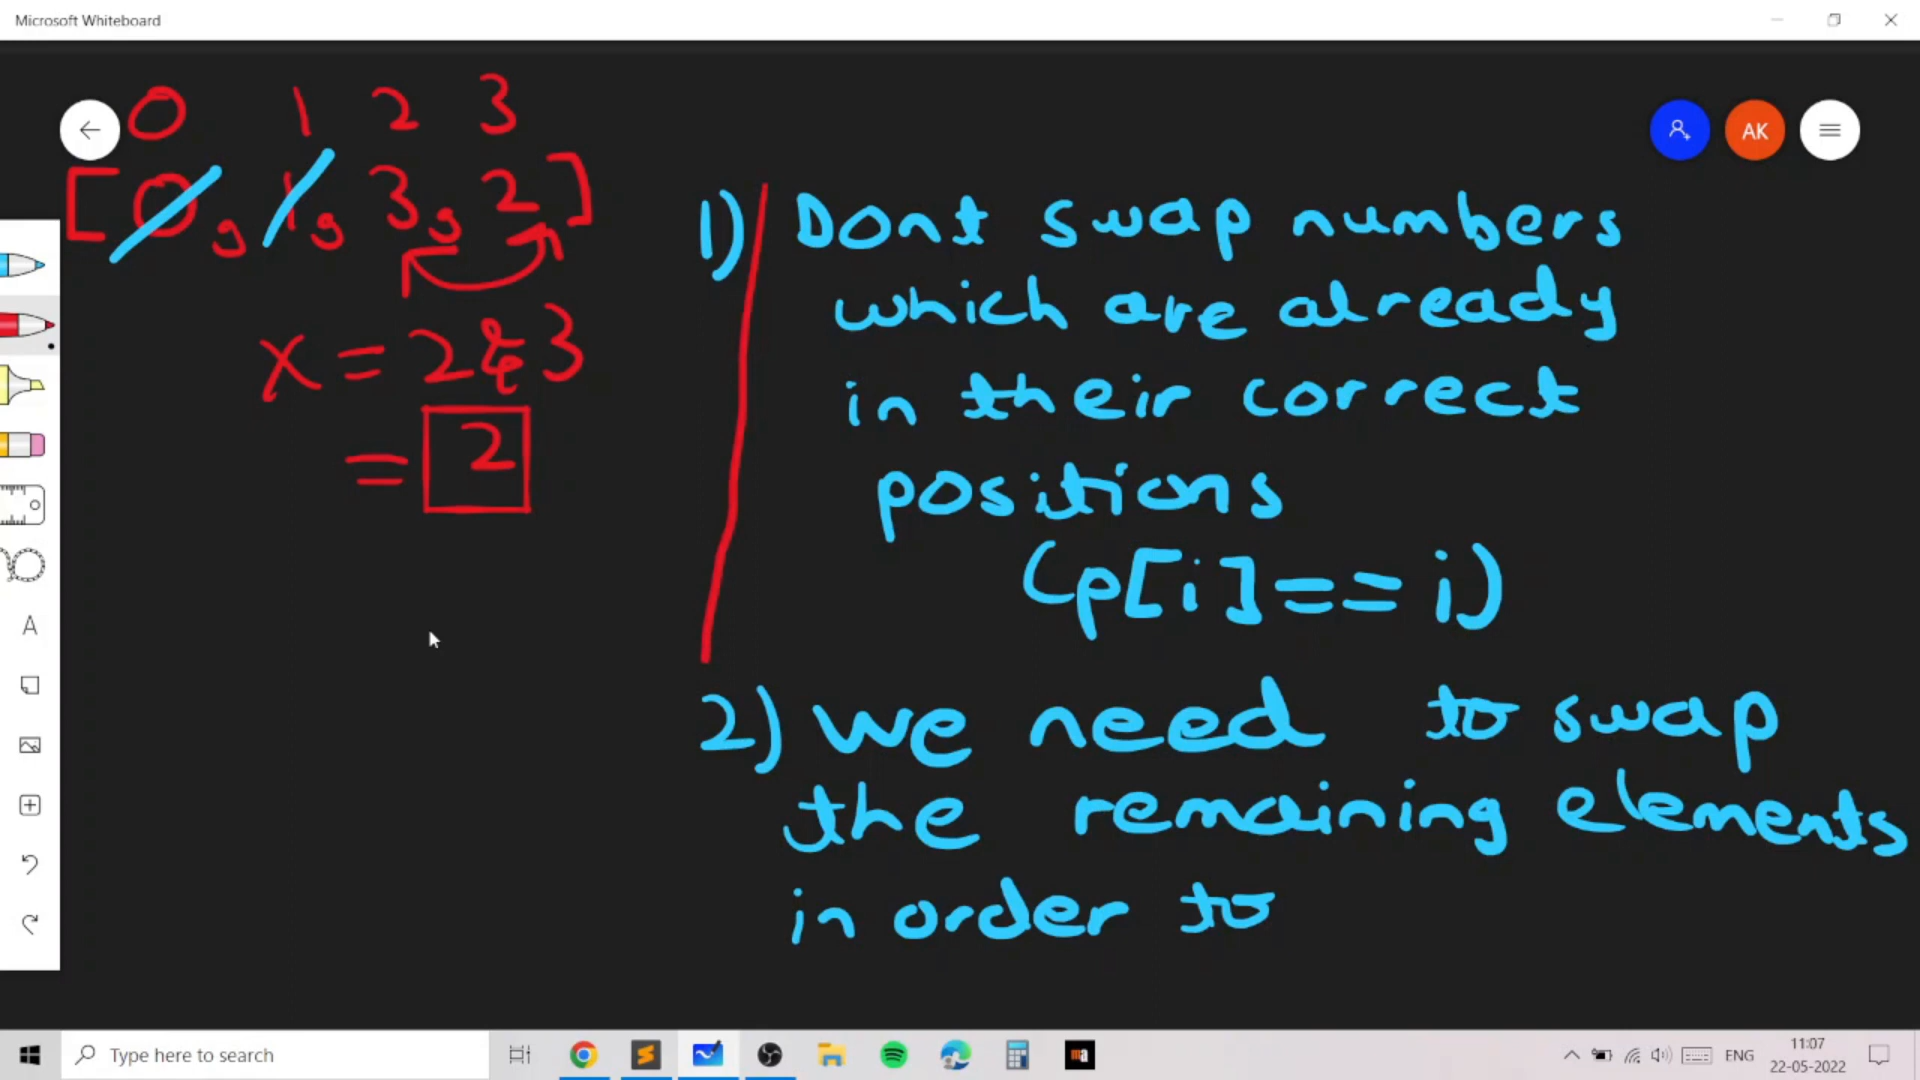 Microsoft Whiteboard
0 1 2 3
[0, 1, 3, 2]
x = 2 & 3
= 2
AK
1) Dont swap numbers
which are already
in their correct
positions
(p[i] == i)
2) we need to swap
the remaining elements
in order to
A
Type here to search
ma
ENG
11:07
22-05-2022